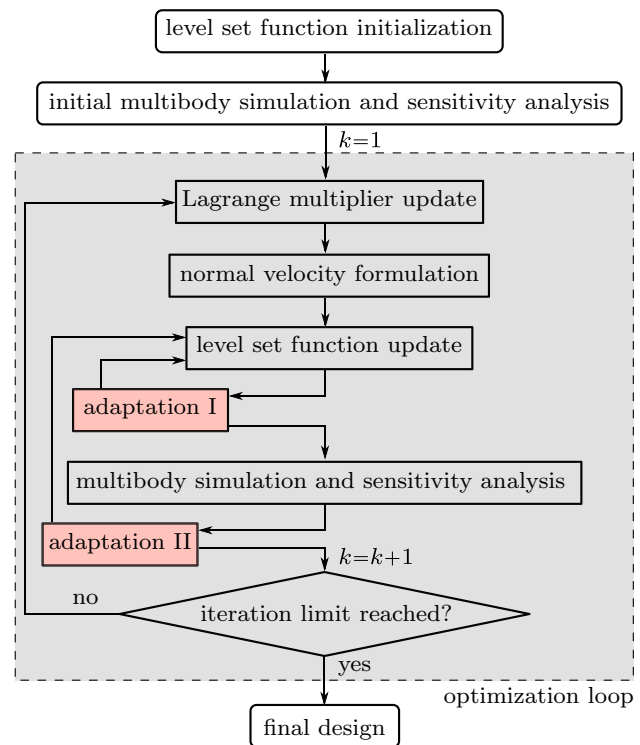 level set function initialization
initial multibody simulation and sensitivity analysis
k=1
Lagrange multiplier update
normal velocity formulation
level set function update
adaptation I
multibody simulation and sensitivity analysis
adaptation II
k=k+1
no
iteration limit reached?
yes
optimization loop
final design